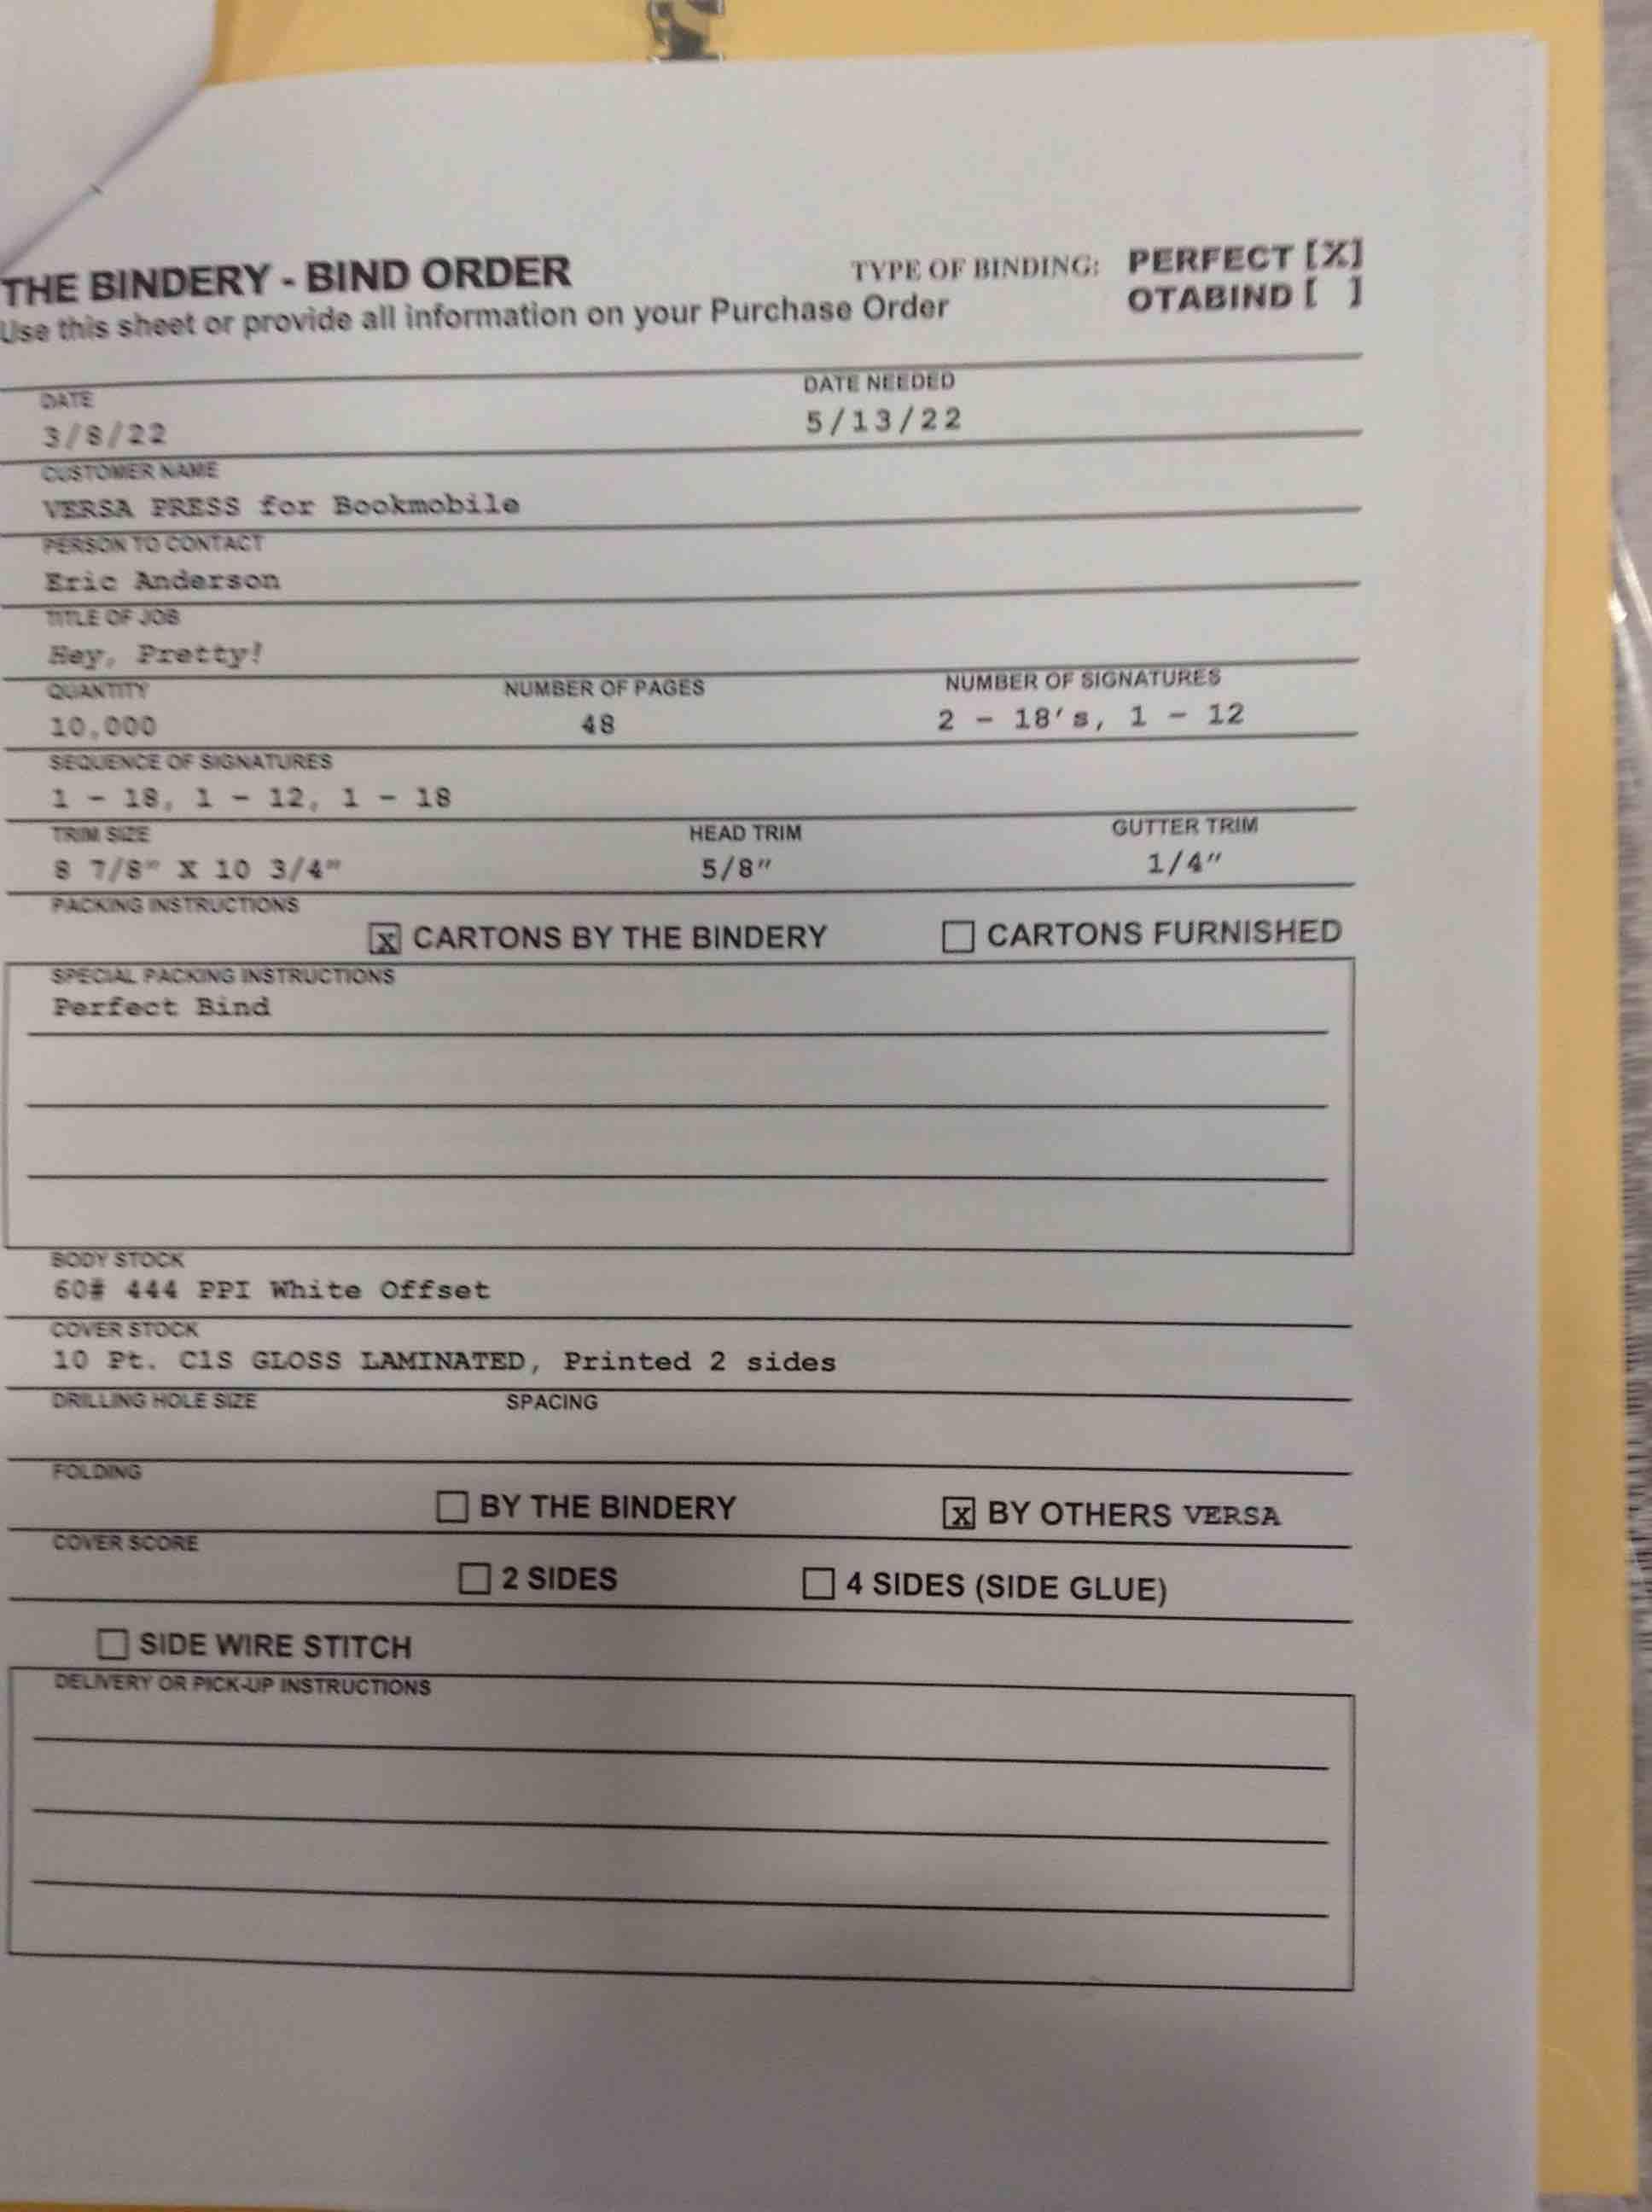 THE BINDERY - BIND ORDER TYPE OF BINDING: PERFECT [X]
Use this sheet or provide all information on your Purchase Order OTABIND [ ]
DATE DATE NEEDED
3/8/22 5/13/22
CUSTOMER NAME
VERSA PRESS for Bookmobile
PERSON TO CONTACT
Eric Anderson
TITLE OF JOB
Hey, Pretty!
QUANTITY NUMBER OF PAGES NUMBER OF SIGNATURES
10,000 48 2 - 18's, 1 - 12
SEQUENCE OF SIGNATURES
1 - 18, 1 - 12, 1 - 18
TRIM SIZE HEAD TRIM GUTTER TRIM
8 7/8" X 10 3/4" 5/8" 1/4"
PACKING INSTRUCTIONS
[x] CARTONS BY THE BINDERY [ ] CARTONS FURNISHED
SPECIAL PACKING INSTRUCTIONS
Perfect Bind
BODY STOCK
60# 444 PPI White Offset
COVER STOCK
10 Pt. C1S GLOSS LAMINATED, Printed 2 sides
DRILLING HOLE SIZE SPACING
FOLDING
[ ] BY THE BINDERY [x] BY OTHERS VERSA
COVER SCORE
[ ] 2 SIDES [ ] 4 SIDES (SIDE GLUE)
[ ] SIDE WIRE STITCH
DELIVERY OR PICK-UP INSTRUCTIONS